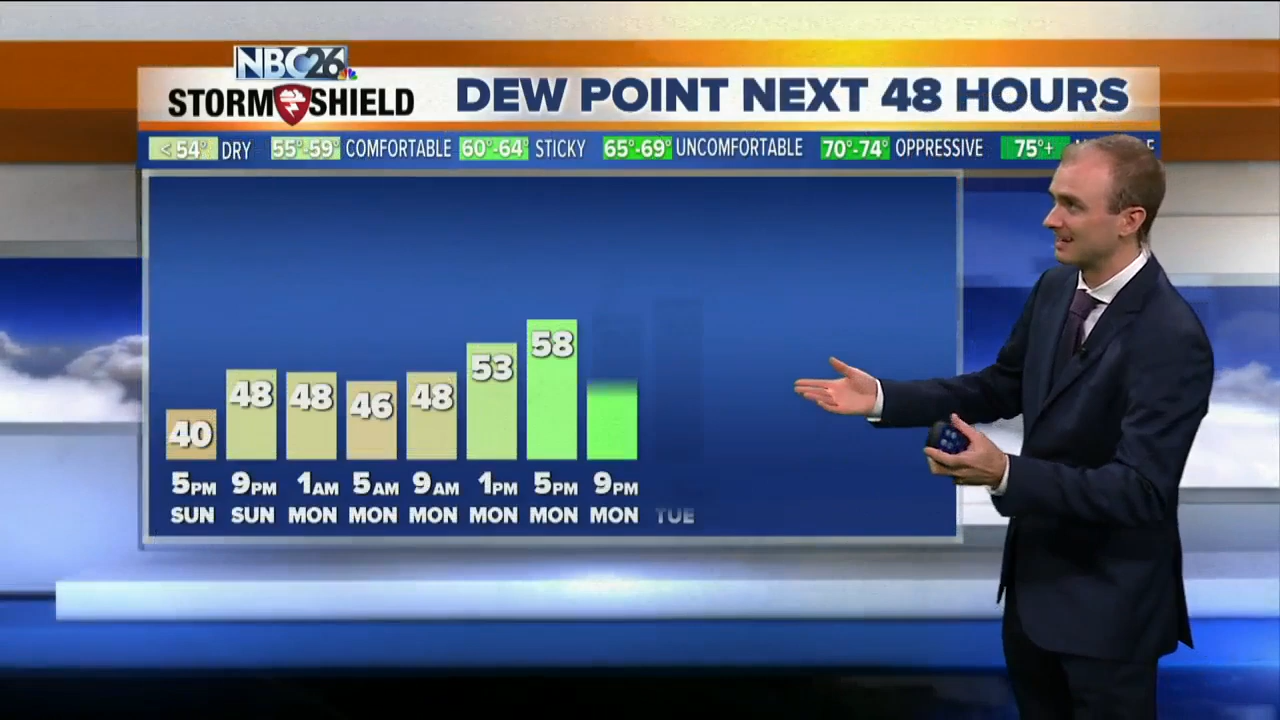 NBC26
STORM SHIELD
DEW POINT NEXT 48 HOURS
<54° DRY 55°-59° COMFORTABLE 60°-64° STICKY 65°-69° UNCOMFORTABLE 70°-74° OPPRESSIVE 75°+
40 48 48 46 48 53 58
5PM 9PM 1AM 5AM 9AM 1PM 5PM 9PM
SUN SUN MON MON MON MON MON MON TUE